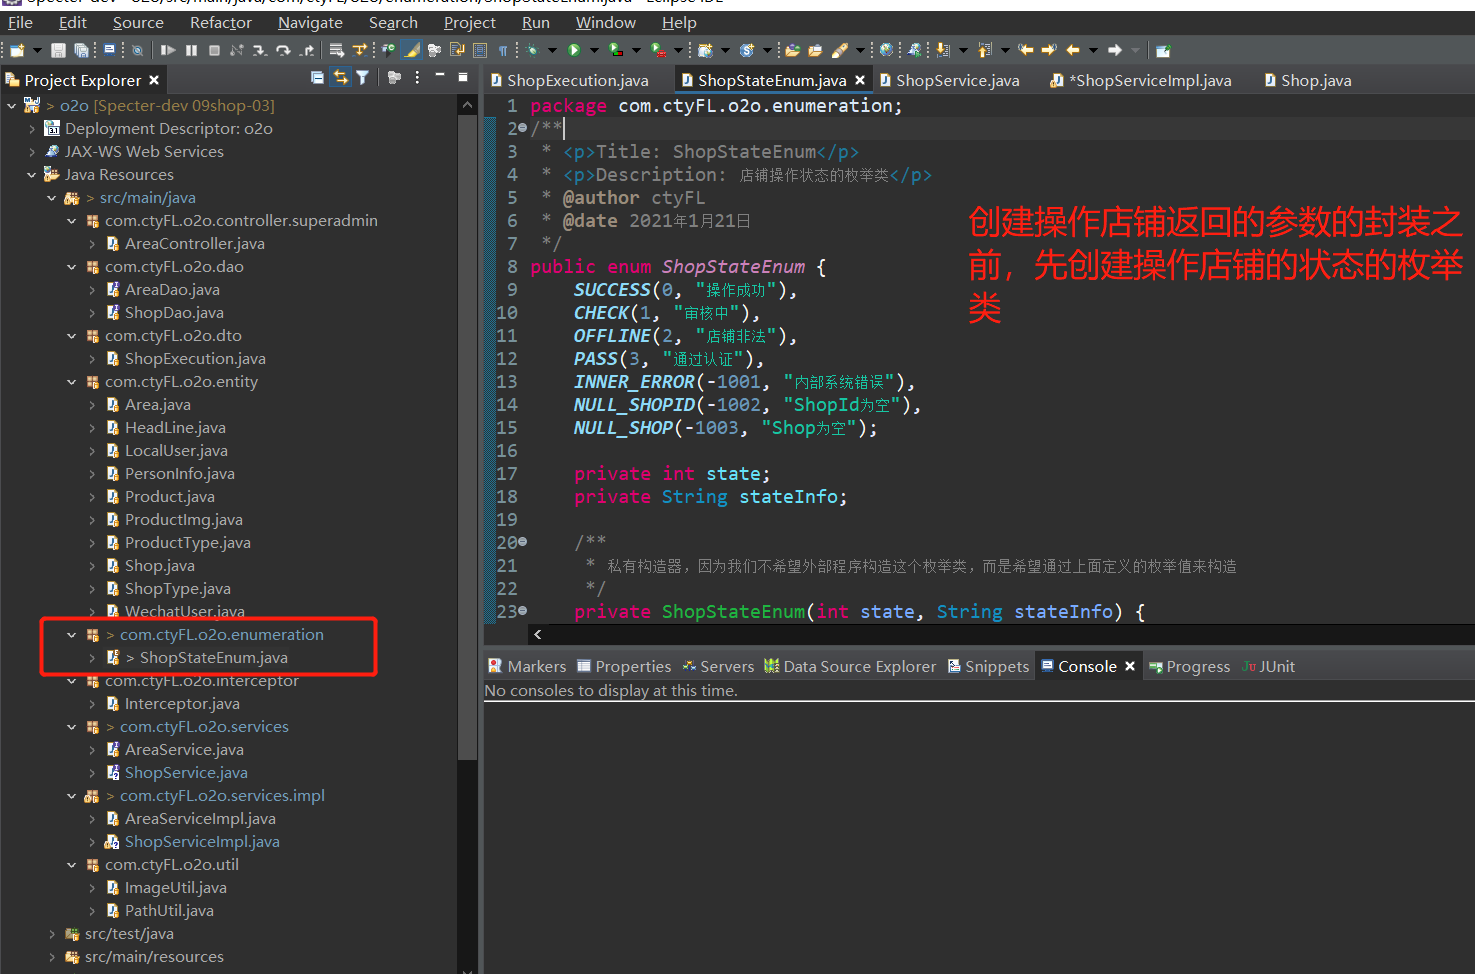 File Edit Source Refactor Navigate Search Project Run Window Help
Project Explorer
> o2o [Specter-dev 09shop-03]
Deployment Descriptor: o2o
JAX-WS Web Services
Java Resources
> src/main/java
com.ctyFL.o2o.controller.superadmin
AreaController.java
com.ctyFL.o2o.dao
AreaDao.java
ShopDao.java
com.ctyFL.o2o.dto
ShopExecution.java
com.ctyFL.o2o.entity
Area.java
HeadLine.java
LocalUser.java
PersonInfo.java
Product.java
ProductImg.java
ProductType.java
Shop.java
ShopType.java
WechatUser.java
> com.ctyFL.o2o.enumeration
> ShopStateEnum.java
com.ctyFL.o2o.interceptor
Interceptor.java
> com.ctyFL.o2o.services
AreaService.java
ShopService.java
> com.ctyFL.o2o.services.impl
AreaServiceImpl.java
ShopServiceImpl.java
com.ctyFL.o2o.util
ImageUtil.java
PathUtil.java
src/test/java
src/main/resources
ShopExecution.java ShopStateEnum.java ShopService.java *ShopServiceImpl.java Shop.java
1 package com.ctyFL.o2o.enumeration;
2 /**
3 * <p>Title: ShopStateEnum</p>
4 * <p>Description: 店铺操作状态的枚举类</p>
5 * @author ctyFL
6 * @date 2021年1月21日
7 */
8 public enum ShopStateEnum {
9 SUCCESS(0, "操作成功"),
10 CHECK(1, "审核中"),
11 OFFLINE(2, "店铺非法"),
12 PASS(3, "通过认证"),
13 INNER_ERROR(-1001, "内部系统错误"),
14 NULL_SHOPID(-1002, "ShopId为空"),
15 NULL_SHOP(-1003, "Shop为空");
16
17 private int state;
18 private String stateInfo;
19
20 /**
21 * 私有构造器，因为我们不希望外部程序构造这个枚举类，而是希望通过上面定义的枚举值来构造
22 */
23 private ShopStateEnum(int state, String stateInfo) {
创建操作店铺返回的参数的封装之
前，先创建操作店铺的状态的枚举
类
Markers Properties Servers Data Source Explorer Snippets Console Progress JUnit
No consoles to display at this time.